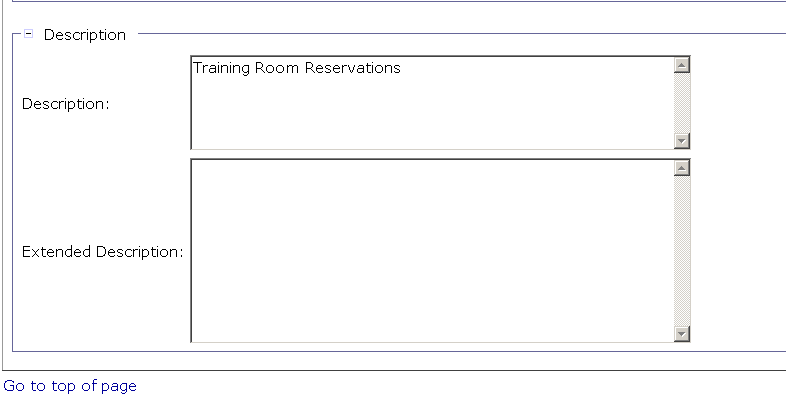 Description
Training Room Reservations
Description:
Extended Description:
Go to top of page